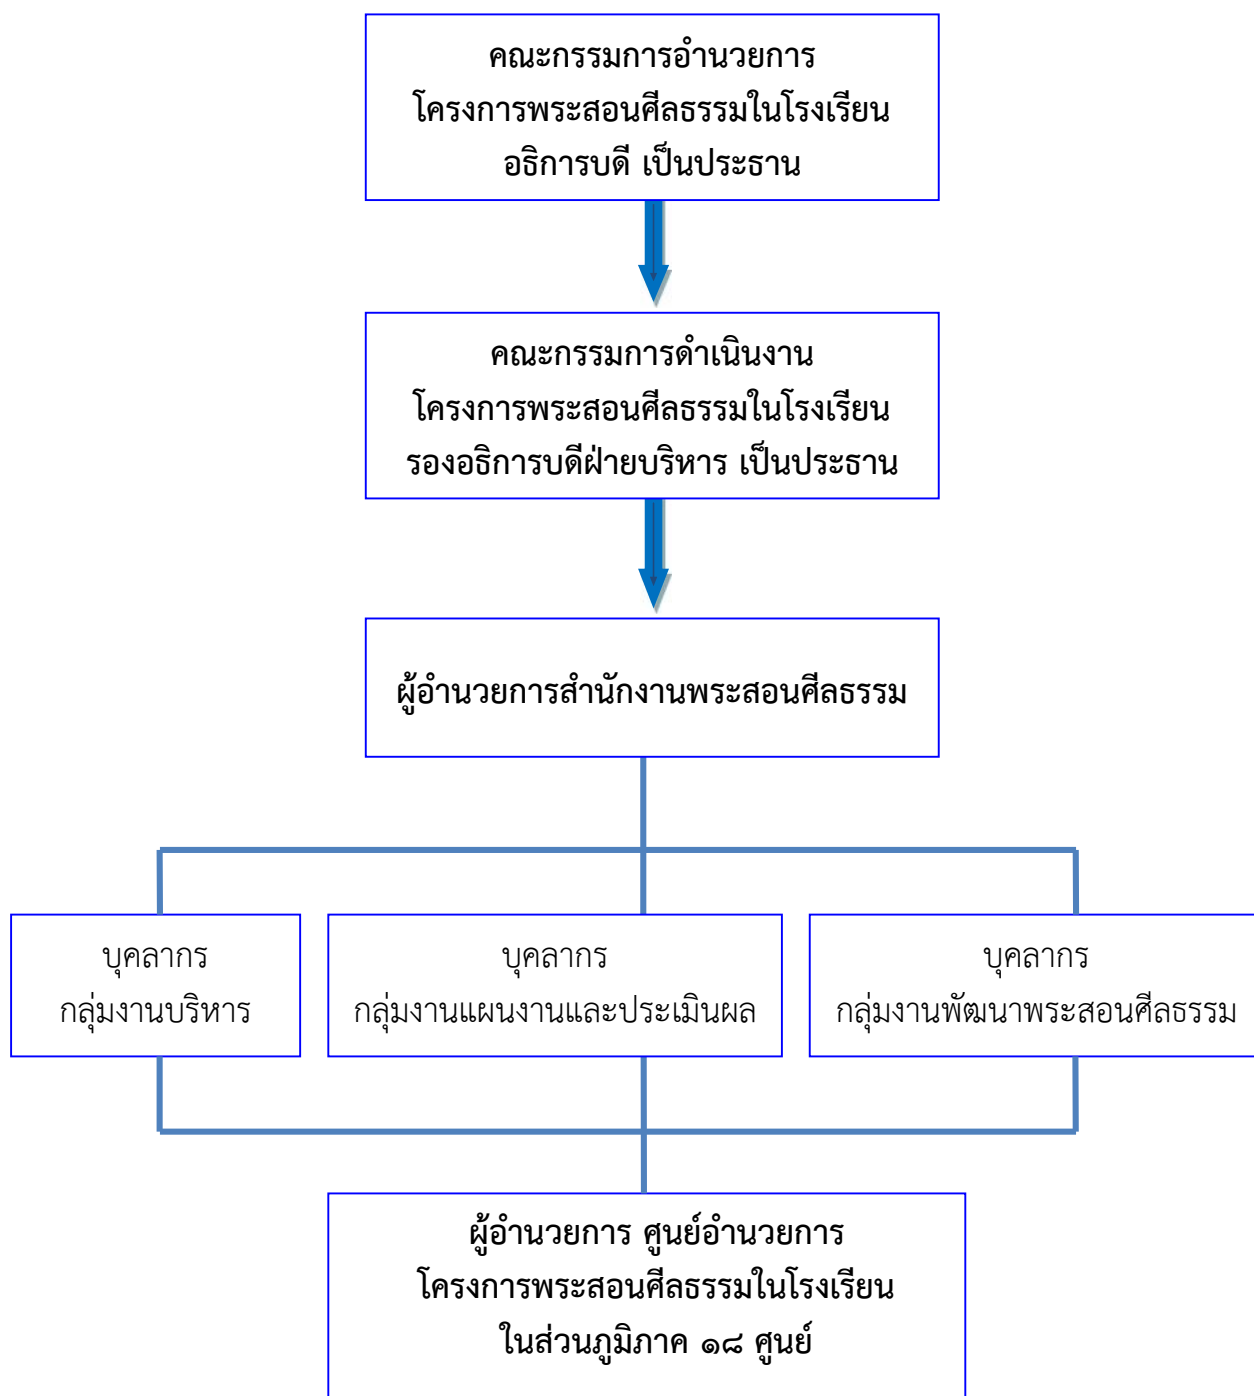 คณะกรรมการอำนวยการ
โครงการพระสอนศีลธรรมในโรงเรียน
อธิการบดี เป็นประธาน
คณะกรรมการดำเนินงาน
โครงการพระสอนศีลธรรมในโรงเรียน
รองอธิการบดีฝ่ายบริหาร เป็นประธาน
ผู้อำนวยการสำนักงานพระสอนศีลธรรม
บุคลากร
กลุ่มงานบริหาร
บุคลากร
กลุ่มงานแผนงานและประเมินผล
บุคลากร
กลุ่มงานพัฒนาพระสอนศีลธรรม
ผู้อำนวยการ ศูนย์อำนวยการ
โครงการพระสอนศีลธรรมในโรงเรียน
ในส่วนภูมิภาค ๑๘ ศูนย์